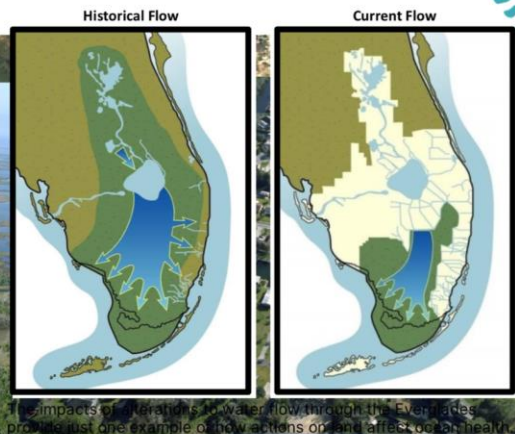 Historical Flow
Current Flow
The impacts of alterations to water flow through the Everglades
provide just one example of how actions on land affect ocean health.